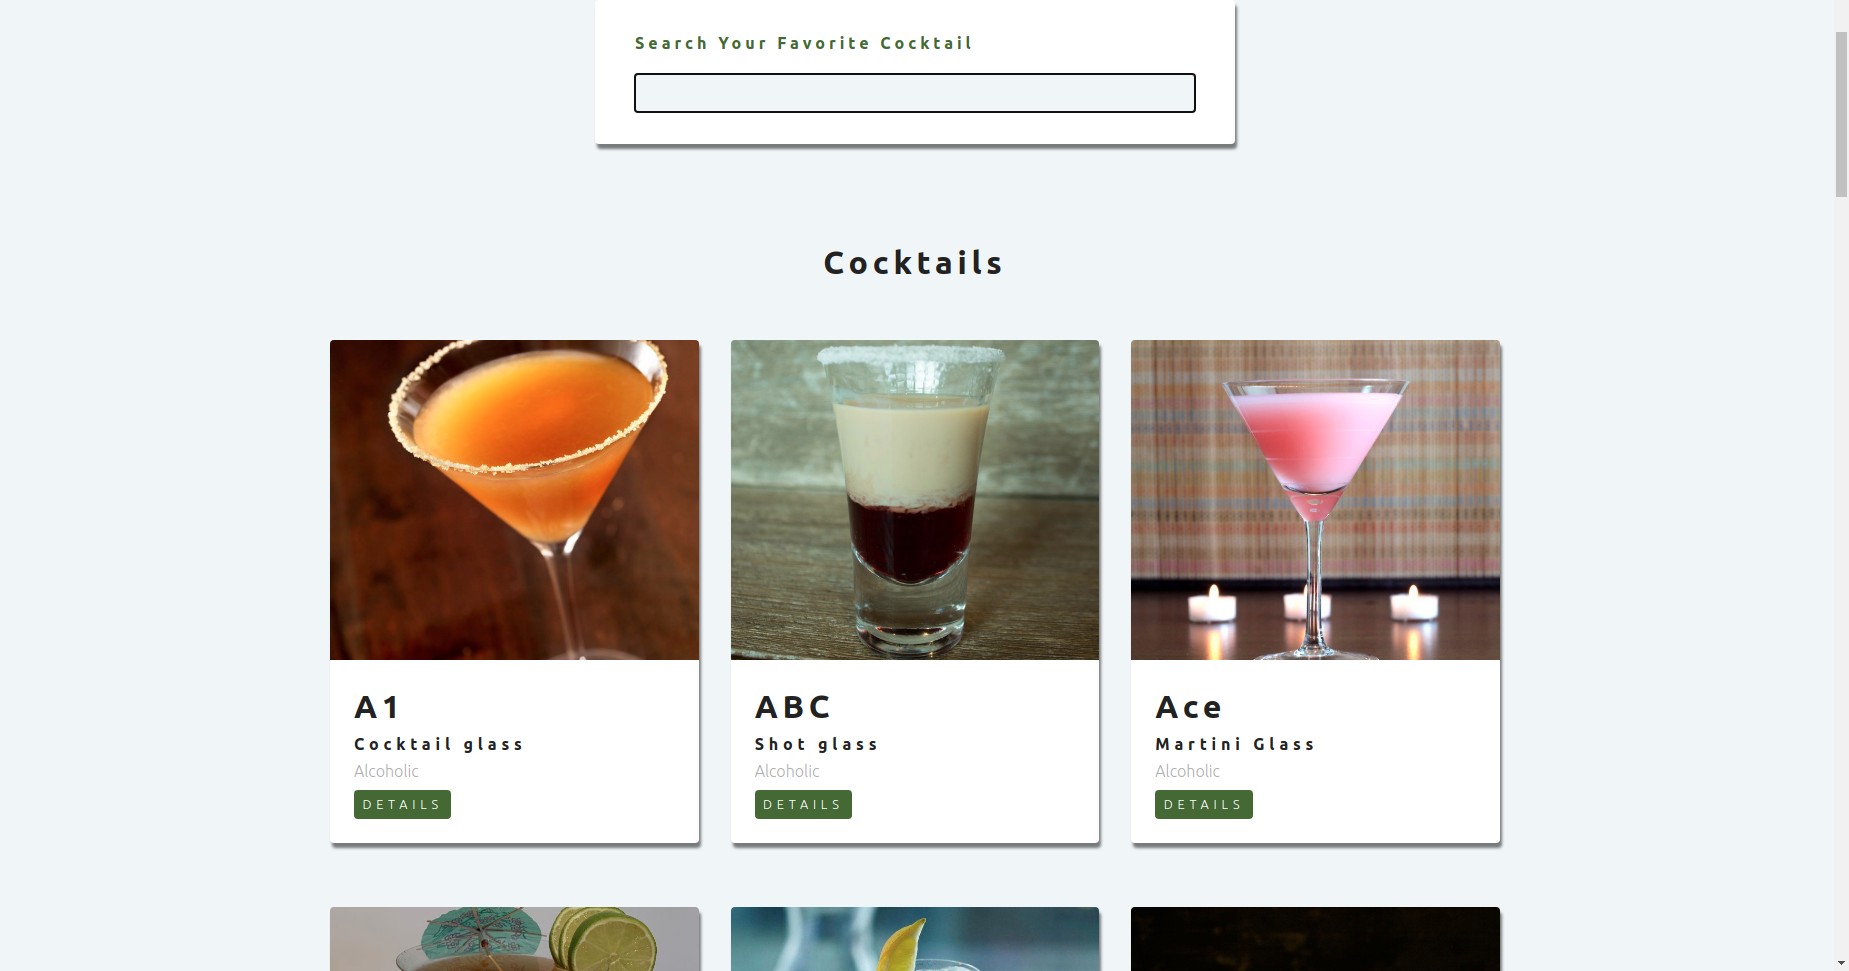 Search Your Favorite Cocktail
Cocktails
A1
Cocktail glass
Alcoholic
DETAILS
ABC
Shot glass
Alcoholic
DETAILS
Ace
Martini Glass
Alcoholic
DETAILS